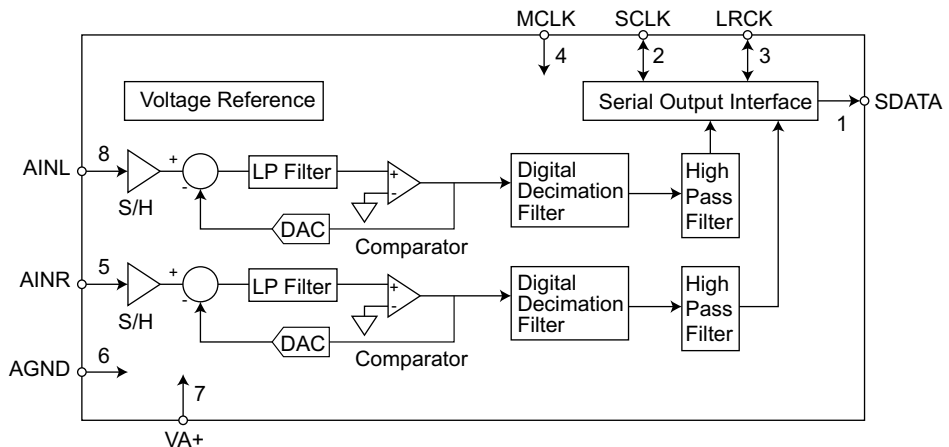 MCLK SCLK LRCK
4 2 3
Voltage Reference
Serial Output Interface
SDATA
1
AINL
8
+
-
S/H
LP Filter
+
-
DAC
Comparator
Digital
Decimation
Filter
High
Pass
Filter
AINR
5
+
-
S/H
LP Filter
+
-
DAC
Comparator
Digital
Decimation
Filter
High
Pass
Filter
AGND
6
7
VA+